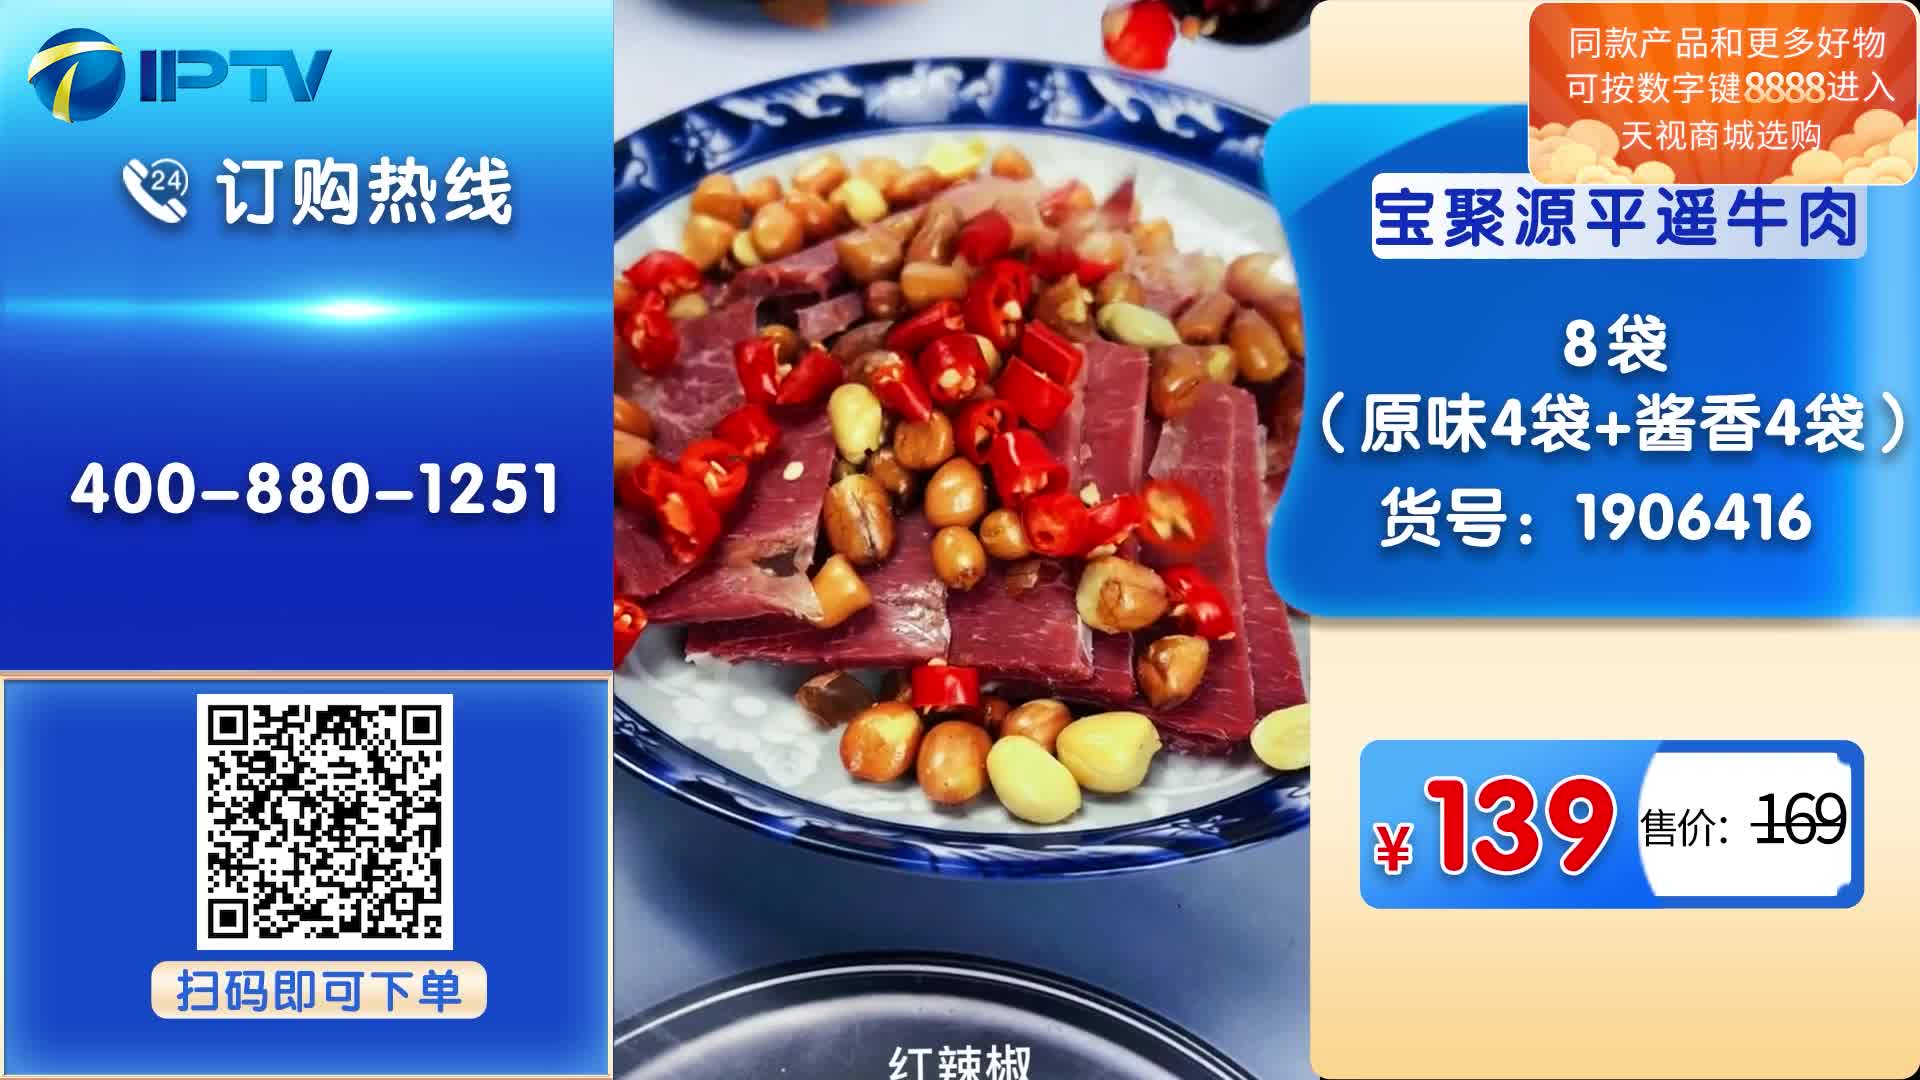 IPTV
24
订购热线
400-880-1251
扫码即可下单
红辣椒
同款产品和更多好物
可按数字键8888进入
天视商城选购
宝聚源平遥牛肉
8袋
（原味4袋+酱香4袋）
货号：1906416
¥139
售价：169